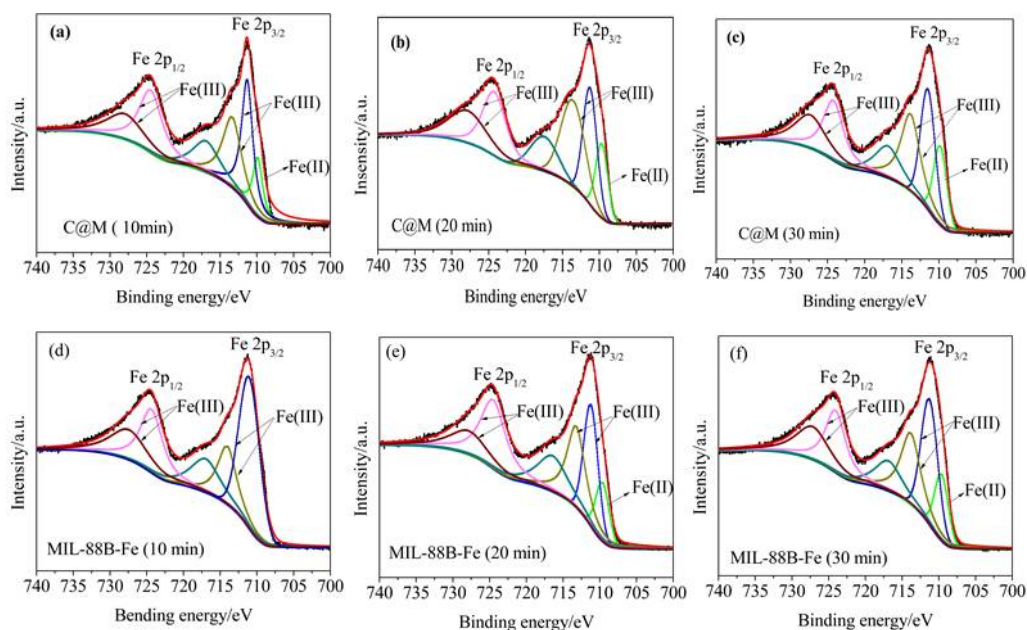 (a)
Fe 2p3/2
Fe 2p1/2
Fe(III)
Fe(III)
Fe(II)
C@M ( 10min)
Intensity/a.u.
740 735 730 725 720 715 710 705 700
Binding energy/eV
(b)
Fe 2p3/2
Fe 2p1/2
Fe(III)
Fe(III)
Fe(II)
C@M (20 min)
Insensity/a.u.
740 735 730 725 720 715 710 705 700
Binding energy/eV
(c)
Fe 2p3/2
Fe 2p1/2
Fe(III)
Fe(III)
Fe(II)
C@M (30 min)
Intensity/a.u.
740 735 730 725 720 715 710 705 700
Binding energy/eV
(d)
Fe 2p3/2
Fe 2p1/2
Fe(III)
Fe(III)
MIL-88B-Fe (10 min)
Intensity/a.u.
740 735 730 725 720 715 710 705 700
Bending energy/eV
(e)
Fe 2p3/2
Fe 2p1/2
Fe(III)
Fe(III)
Fe(II)
MIL-88B-Fe (20 min)
Intensity/a.u.
740 735 730 725 720 715 710 705 700
Binding energy/eV
(f)
Fe 2p3/2
Fe 2p1/2
Fe(III)
Fe(III)
Fe(II)
MIL-88B-Fe (30 min)
Intensity/a.u.
740 735 730 725 720 715 710 705 700
Binding energy/eV